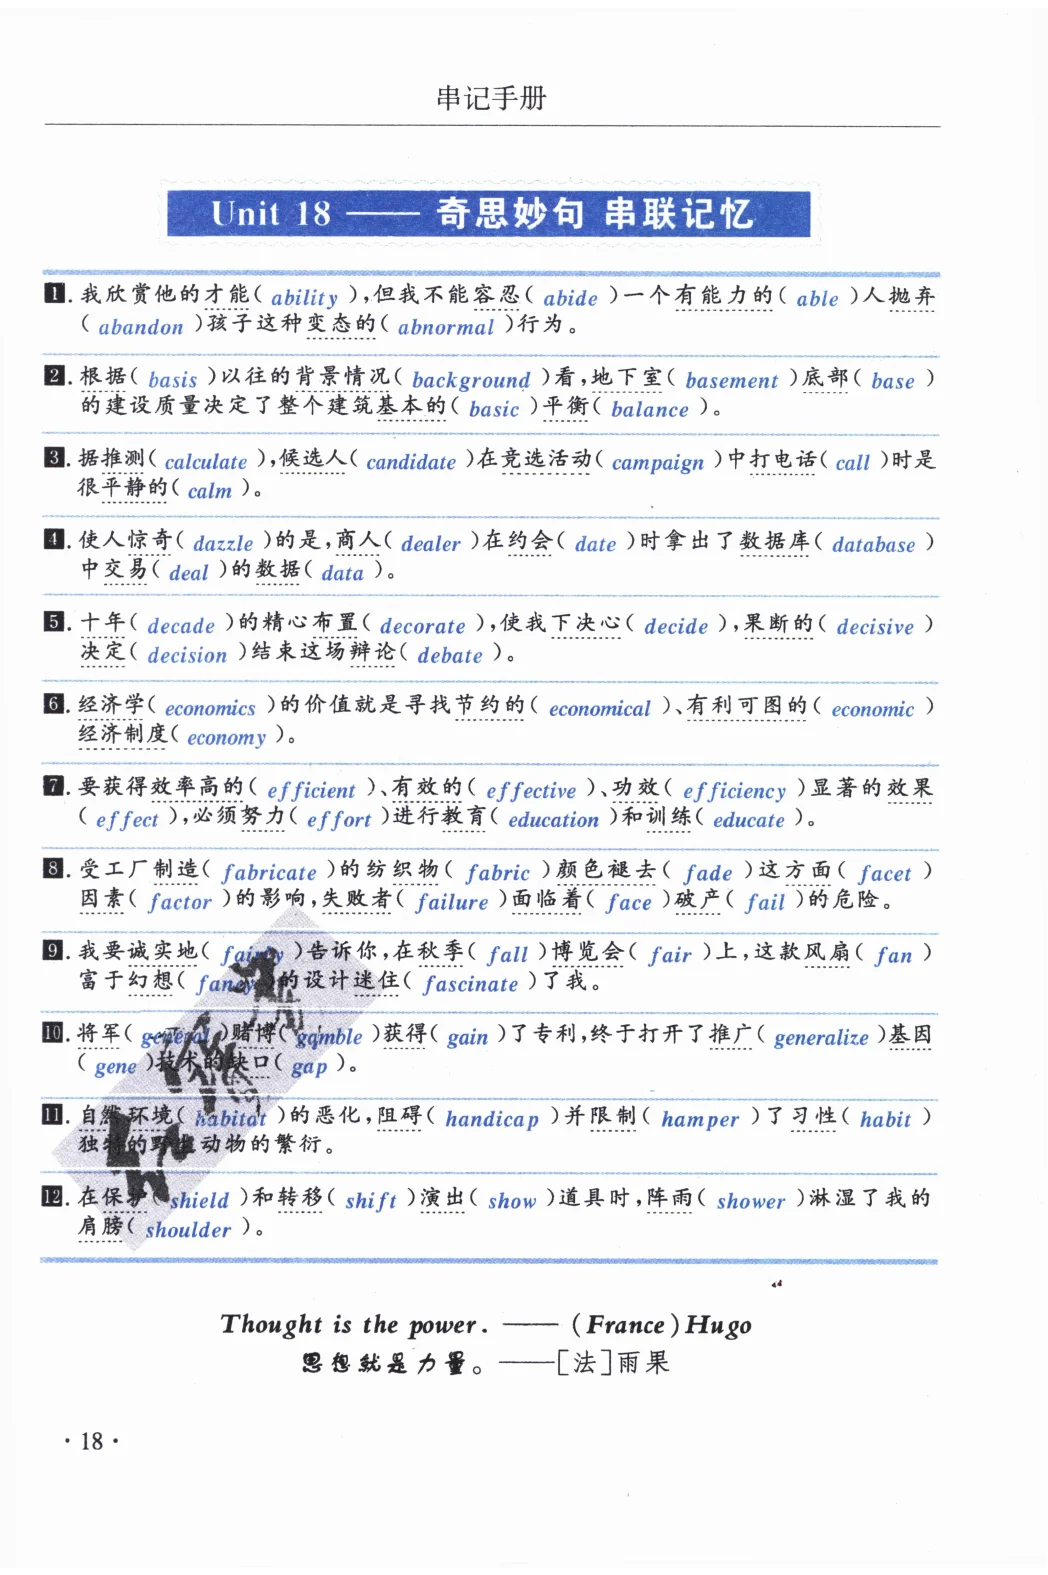 串记手册
Unit 18 —— 奇思妙句 串联记忆
1. 我欣赏他的才能( ability ),但我不能容忍( abide )一个有能力的( able )人抛弃
( abandon )孩子这种变态的( abnormal )行为。
2. 根据( basis )以往的背景情况( background )看,地下室( basement )底部( base )
的建设质量决定了整个建筑基本的( basic )平衡( balance )。
3. 据推测( calculate ),候选人( candidate )在竞选活动( campaign )中打电话( call )时是
很平静的( calm )。
4. 使人惊奇( dazzle )的是,商人( dealer )在约会( date )时拿出了数据库( database )
中交易( deal )的数据( data )。
5. 十年( decade )的精心布置( decorate ),使我下决心( decide ),果断的( decisive )
决定( decision )结束这场辩论( debate )。
6. 经济学( economics )的价值就是寻找节约的( economical )、有利可图的( economic )
经济制度( economy )。
7. 要获得效率高的( efficient )、有效的( effective )、功效( efficiency )显著的效果
( effect ),必须努力( effort )进行教育( education )和训练( educate )。
8. 受工厂制造( fabricate )的纺织物( fabric )颜色褪去( fade )这方面( facet )
因素( factor )的影响,失败者( failure )面临着( face )破产( fail )的危险。
9. 我要诚实地( fairly )告诉你,在秋季( fall )博览会( fair )上,这款风扇( fan )
富于幻想( fancy )的设计迷住( fascinate )了我。
10. 将军( general )赌博( gamble )获得( gain )了专利,终于打开了推广( generalize )基因
( gene )技术的缺口( gap )。
11. 自然环境( habitat )的恶化,阻碍( handicap )并限制( hamper )了习性( habit )
独特的野生动物的繁衍。
12. 在保护( shield )和转移( shift )演出( show )道具时,阵雨( shower )淋湿了我的
肩膀( shoulder )。
Thought is the power. —— (France) Hugo
思想就是力量。——[法]雨果
· 18 ·